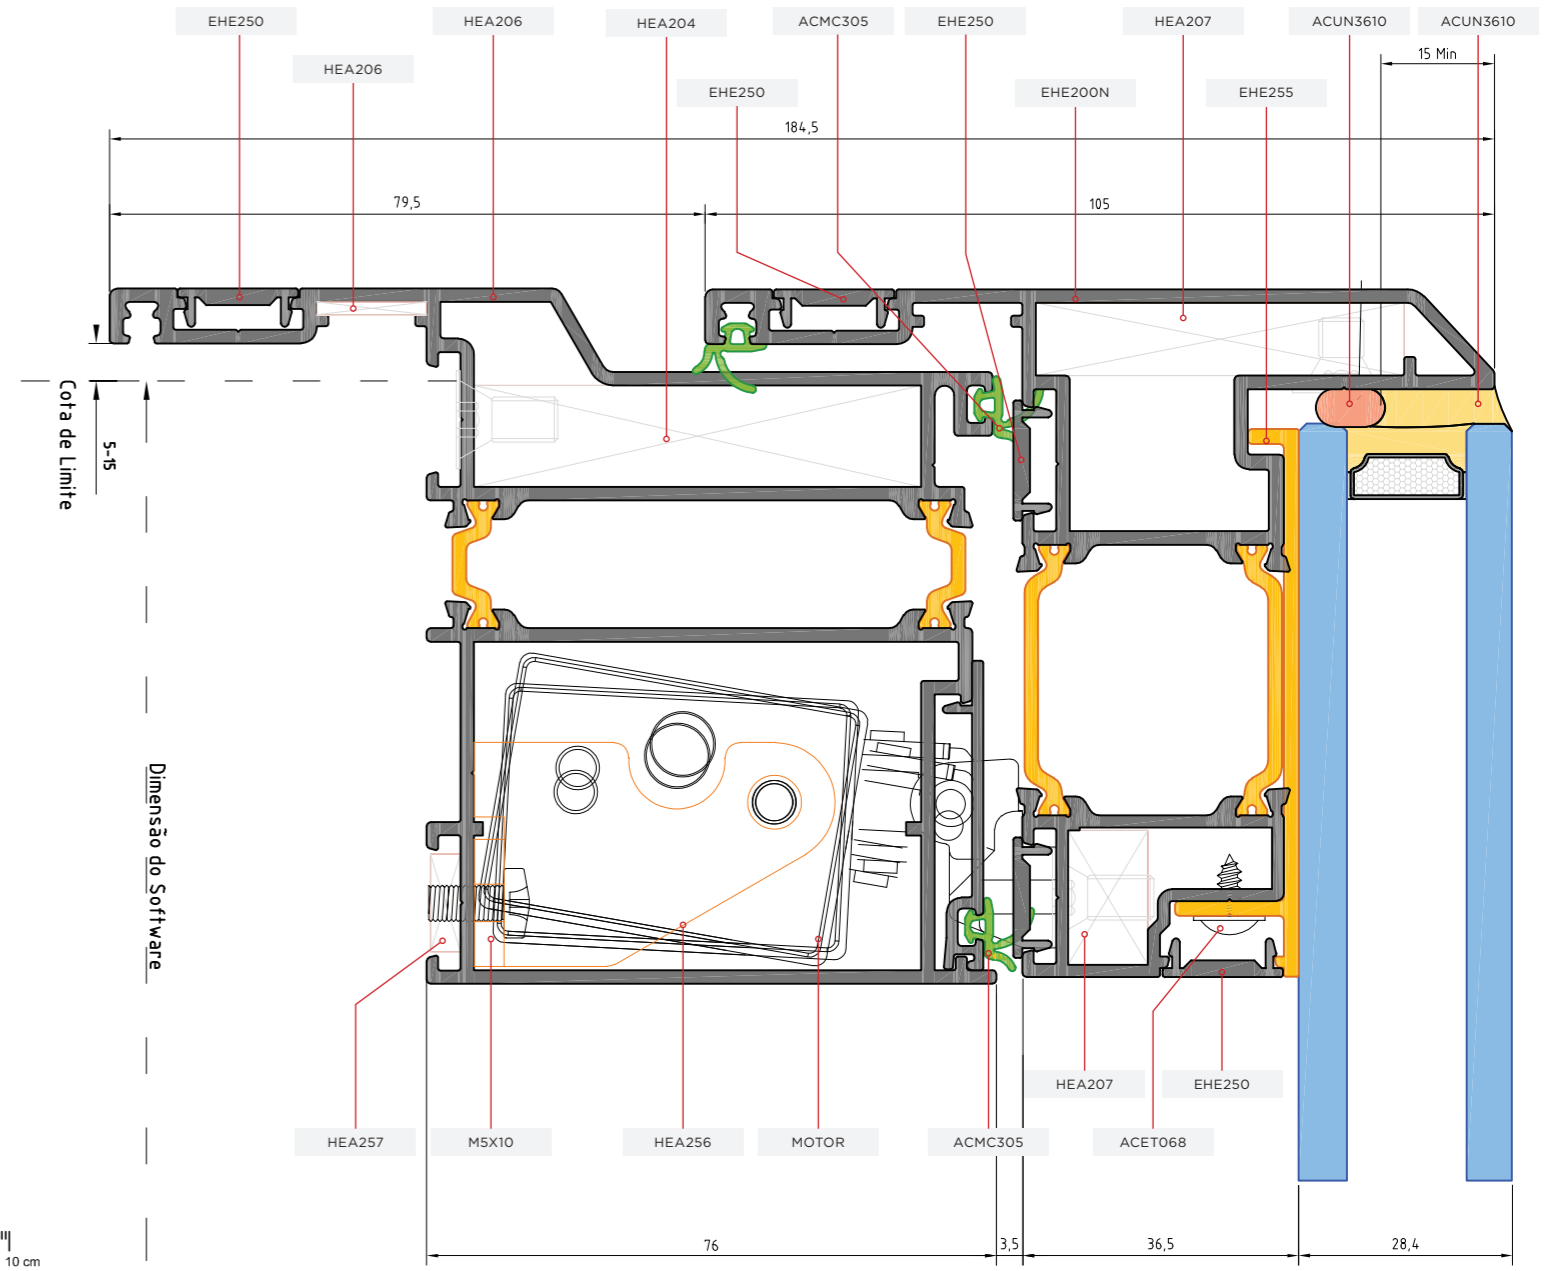 EHE250
HEA206
HEA204
ACMC305
EHE250
HEA207
ACUN3610
ACUN3610
HEA206
EHE250
EHE200N
EHE255
15 Min
184,5
79,5
105
Cota de Limite
5-15
Dimensão do Software
HEA207
EHE250
HEA257
M5X10
HEA256
MOTOR
ACMC305
ACET068
76
3,5
36,5
28,4
10 cm